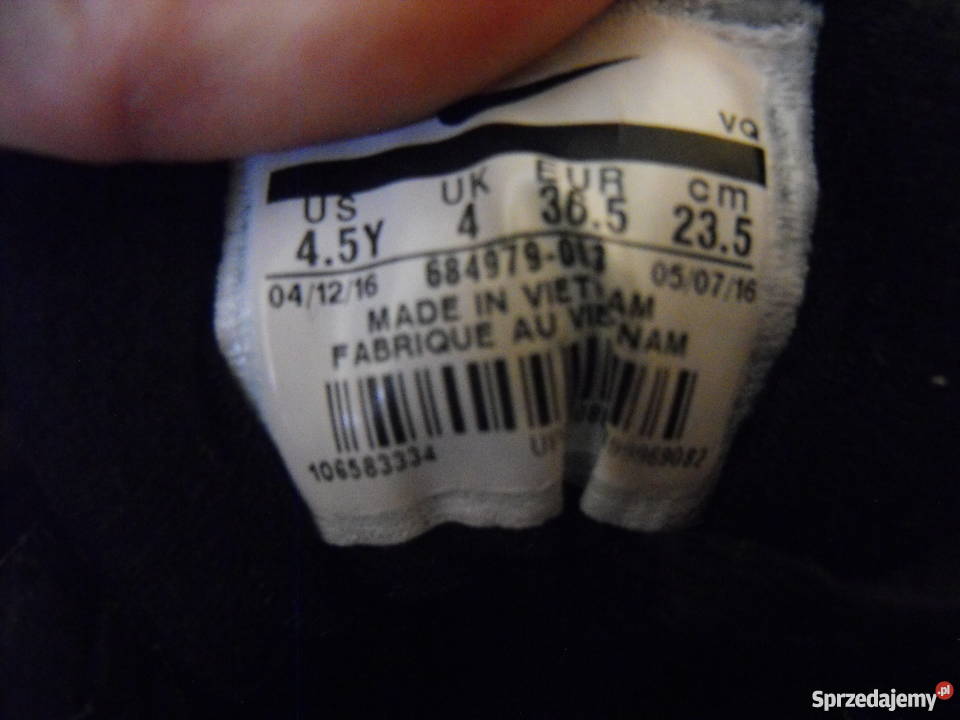 VQ
US UK EUR cm
4.5Y 4 36.5 23.5
04/12/16 05/07/16
MADE IN VIETNAM
FABRIQUE AU VIETNAM
106583334
Sprzedajemy.pl